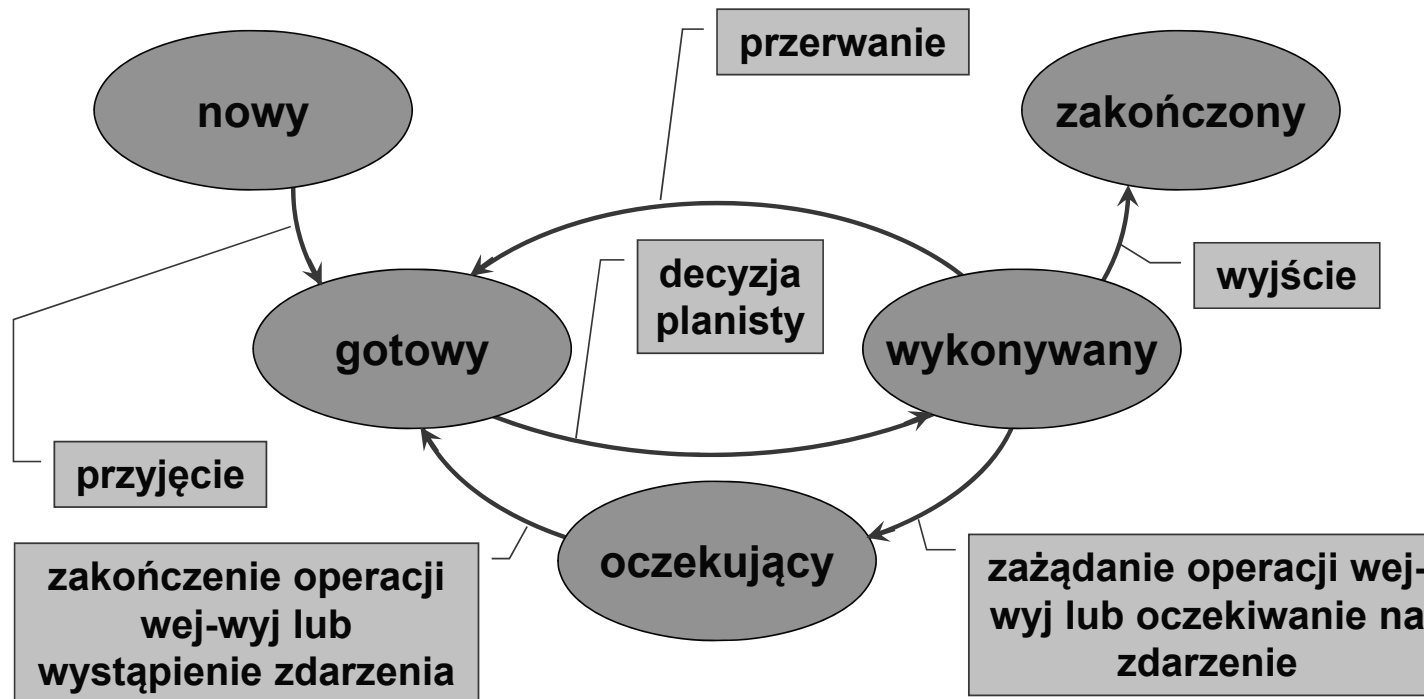 przerwanie
nowy
zakończony
decyzja
planisty
wyjście
gotowy
wykonywany
przyjęcie
oczekujący
zakończenie operacji
wej-wyj lub
wystąpienie zdarzenia
zażądanie operacji wej-
wyj lub oczekiwanie na
zdarzenie